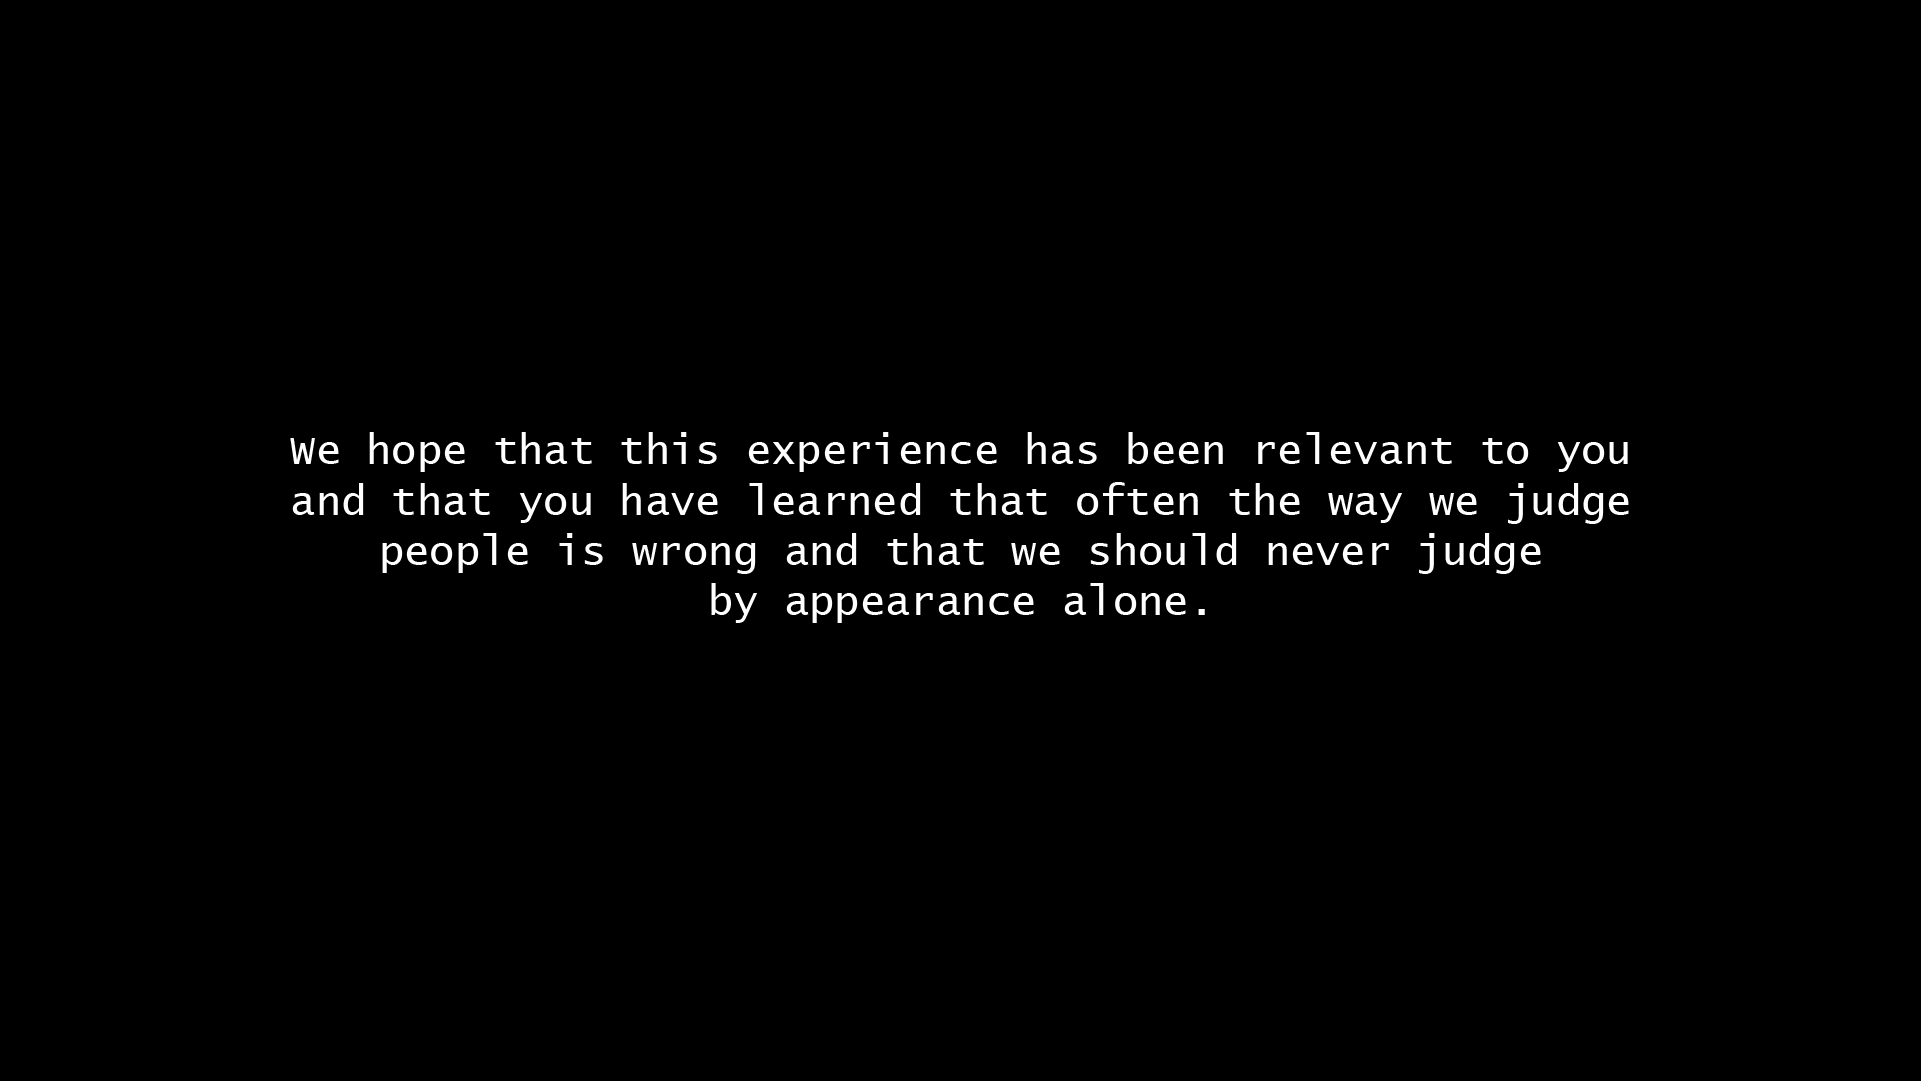 We hope that this experience has been relevant to you
and that you have learned that often the way we judge
people is wrong and that we should never judge
by appearance alone.